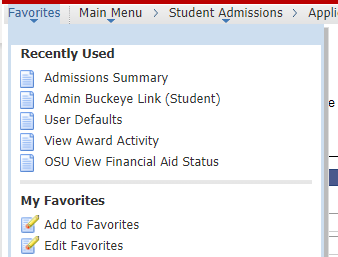 Favorites Main Menu > Student Admissions > Appli
Recently Used
Admissions Summary
Admin Buckeye Link (Student)
User Defaults
View Award Activity
OSU View Financial Aid Status
My Favorites
Add to Favorites
Edit Favorites
e